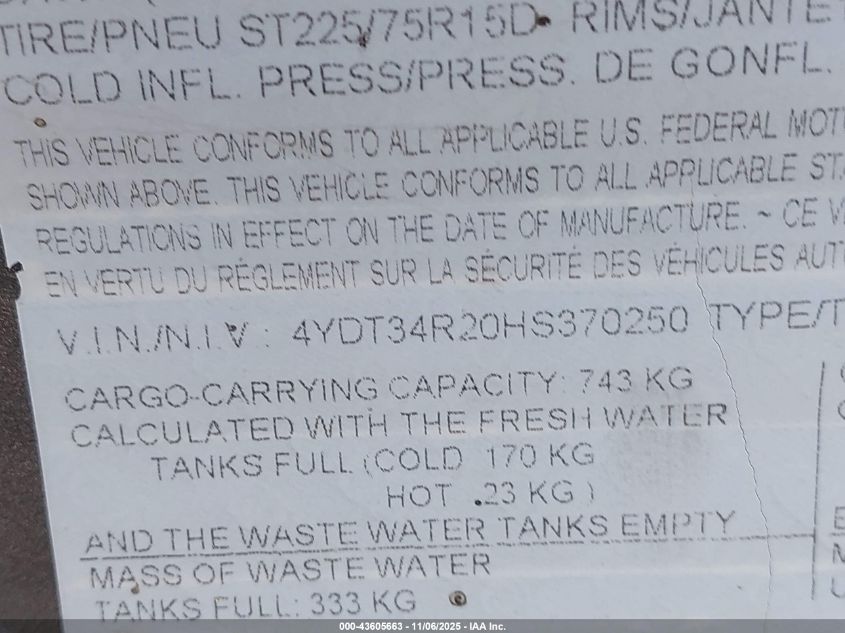 TIRE/PNEU ST225/75R15D RIMS/JANTE
COLD INFL. PRESS/PRESS. DE GONFL.
THIS VEHICLE CONFORMS TO ALL APPLICABLE U.S. FEDERAL MOT
SHOWN ABOVE. THIS VEHICLE CONFORMS TO ALL APPLICABLE ST
REGULATIONS IN EFFECT ON THE DATE OF MANUFACTURE. ~ CE V
EN VERTU DU RÉGLEMENT SUR LA SÉCURITÉ DES VÉHICULES AUT
V.I.N./N.I.V : 4YDT34R20HS370250 TYPE/T
CARGO-CARRYING CAPACITY: 743 KG
CALCULATED WITH THE FRESH WATER
TANKS FULL (COLD 170 KG
HOT 23 KG )
AND THE WASTE WATER TANKS EMPTY
MASS OF WASTE WATER
TANKS FULL: 333 KG
000-43605663 - 11/06/2025 - IAA Inc.